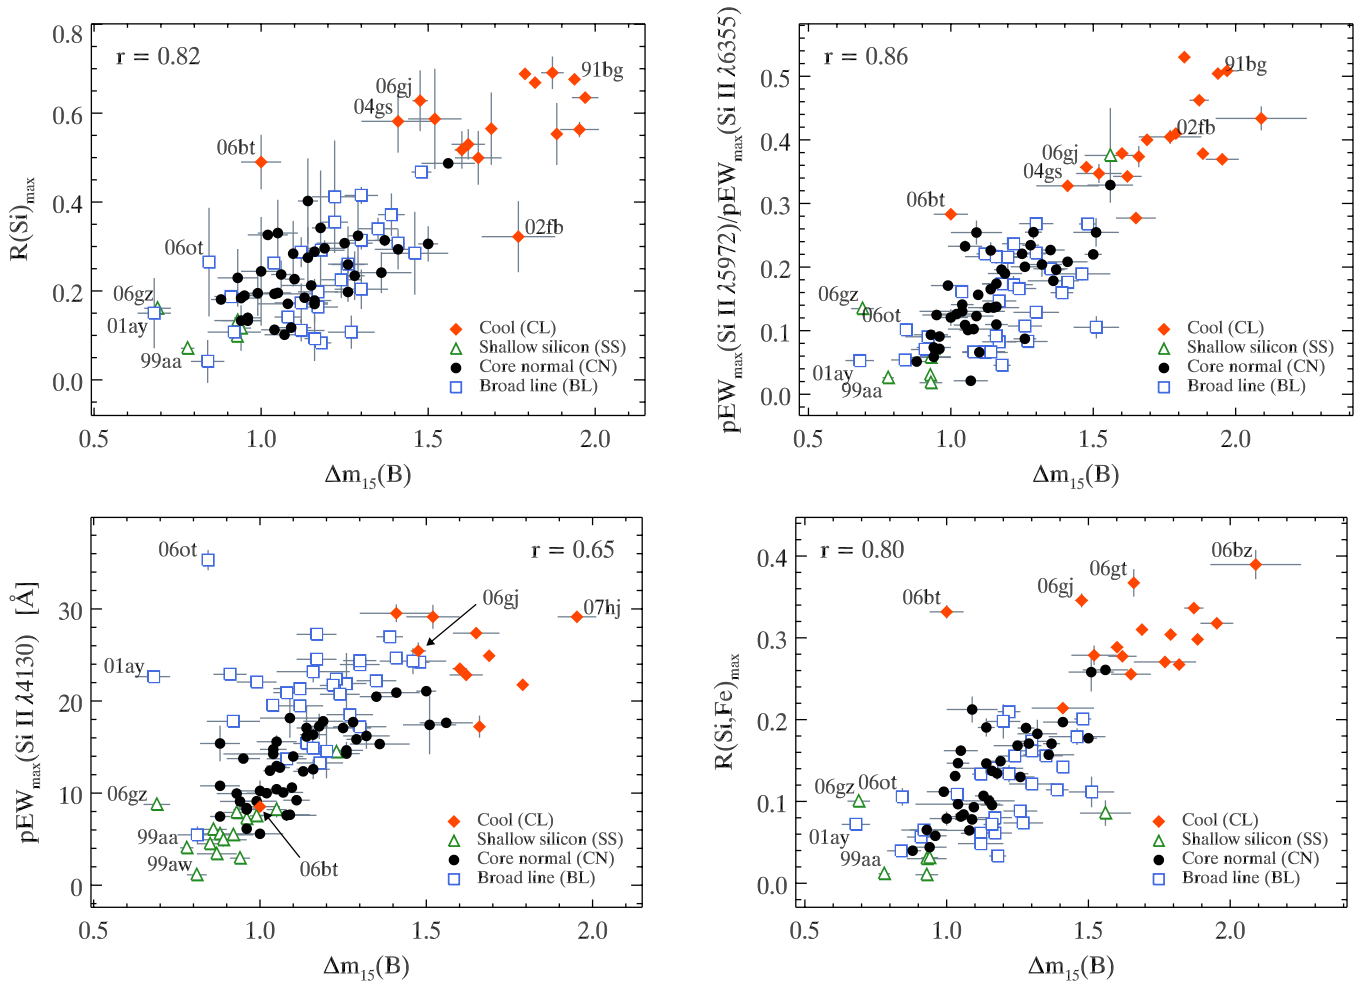 r = 0.82
0.8
0.6
0.4
0.2
0.0
R(Si)max
06gj
04gs
91bg
06bt
02fb
06ot
06gz
01ay
99aa
Cool (CL)
Shallow silicon (SS)
Core normal (CN)
Broad line (BL)
0.5 1.0 1.5 2.0
Δm15(B)
r = 0.86
0.5
0.4
0.3
0.2
0.1
0.0
pEWmax(Si II λ5972)/pEWmax(Si II λ6355)
91bg
02fb
06gj
04gs
06bt
06gz
06ot
01ay
99aa
Cool (CL)
Shallow silicon (SS)
Core normal (CN)
Broad line (BL)
0.5 1.0 1.5 2.0
Δm15(B)
r = 0.65
30
20
10
0
pEWmax(Si II λ4130) [Å]
06ot
06gj
07hj
01ay
06gz
99aa
99aw
06bt
Cool (CL)
Shallow silicon (SS)
Core normal (CN)
Broad line (BL)
0.5 1.0 1.5 2.0
Δm15(B)
r = 0.80
0.4
0.3
0.2
0.1
0.0
R(Si,Fe)max
06bz
06gt
06gj
06bt
06gz
06ot
01ay
99aa
Cool (CL)
Shallow silicon (SS)
Core normal (CN)
Broad line (BL)
0.5 1.0 1.5 2.0
Δm15(B)